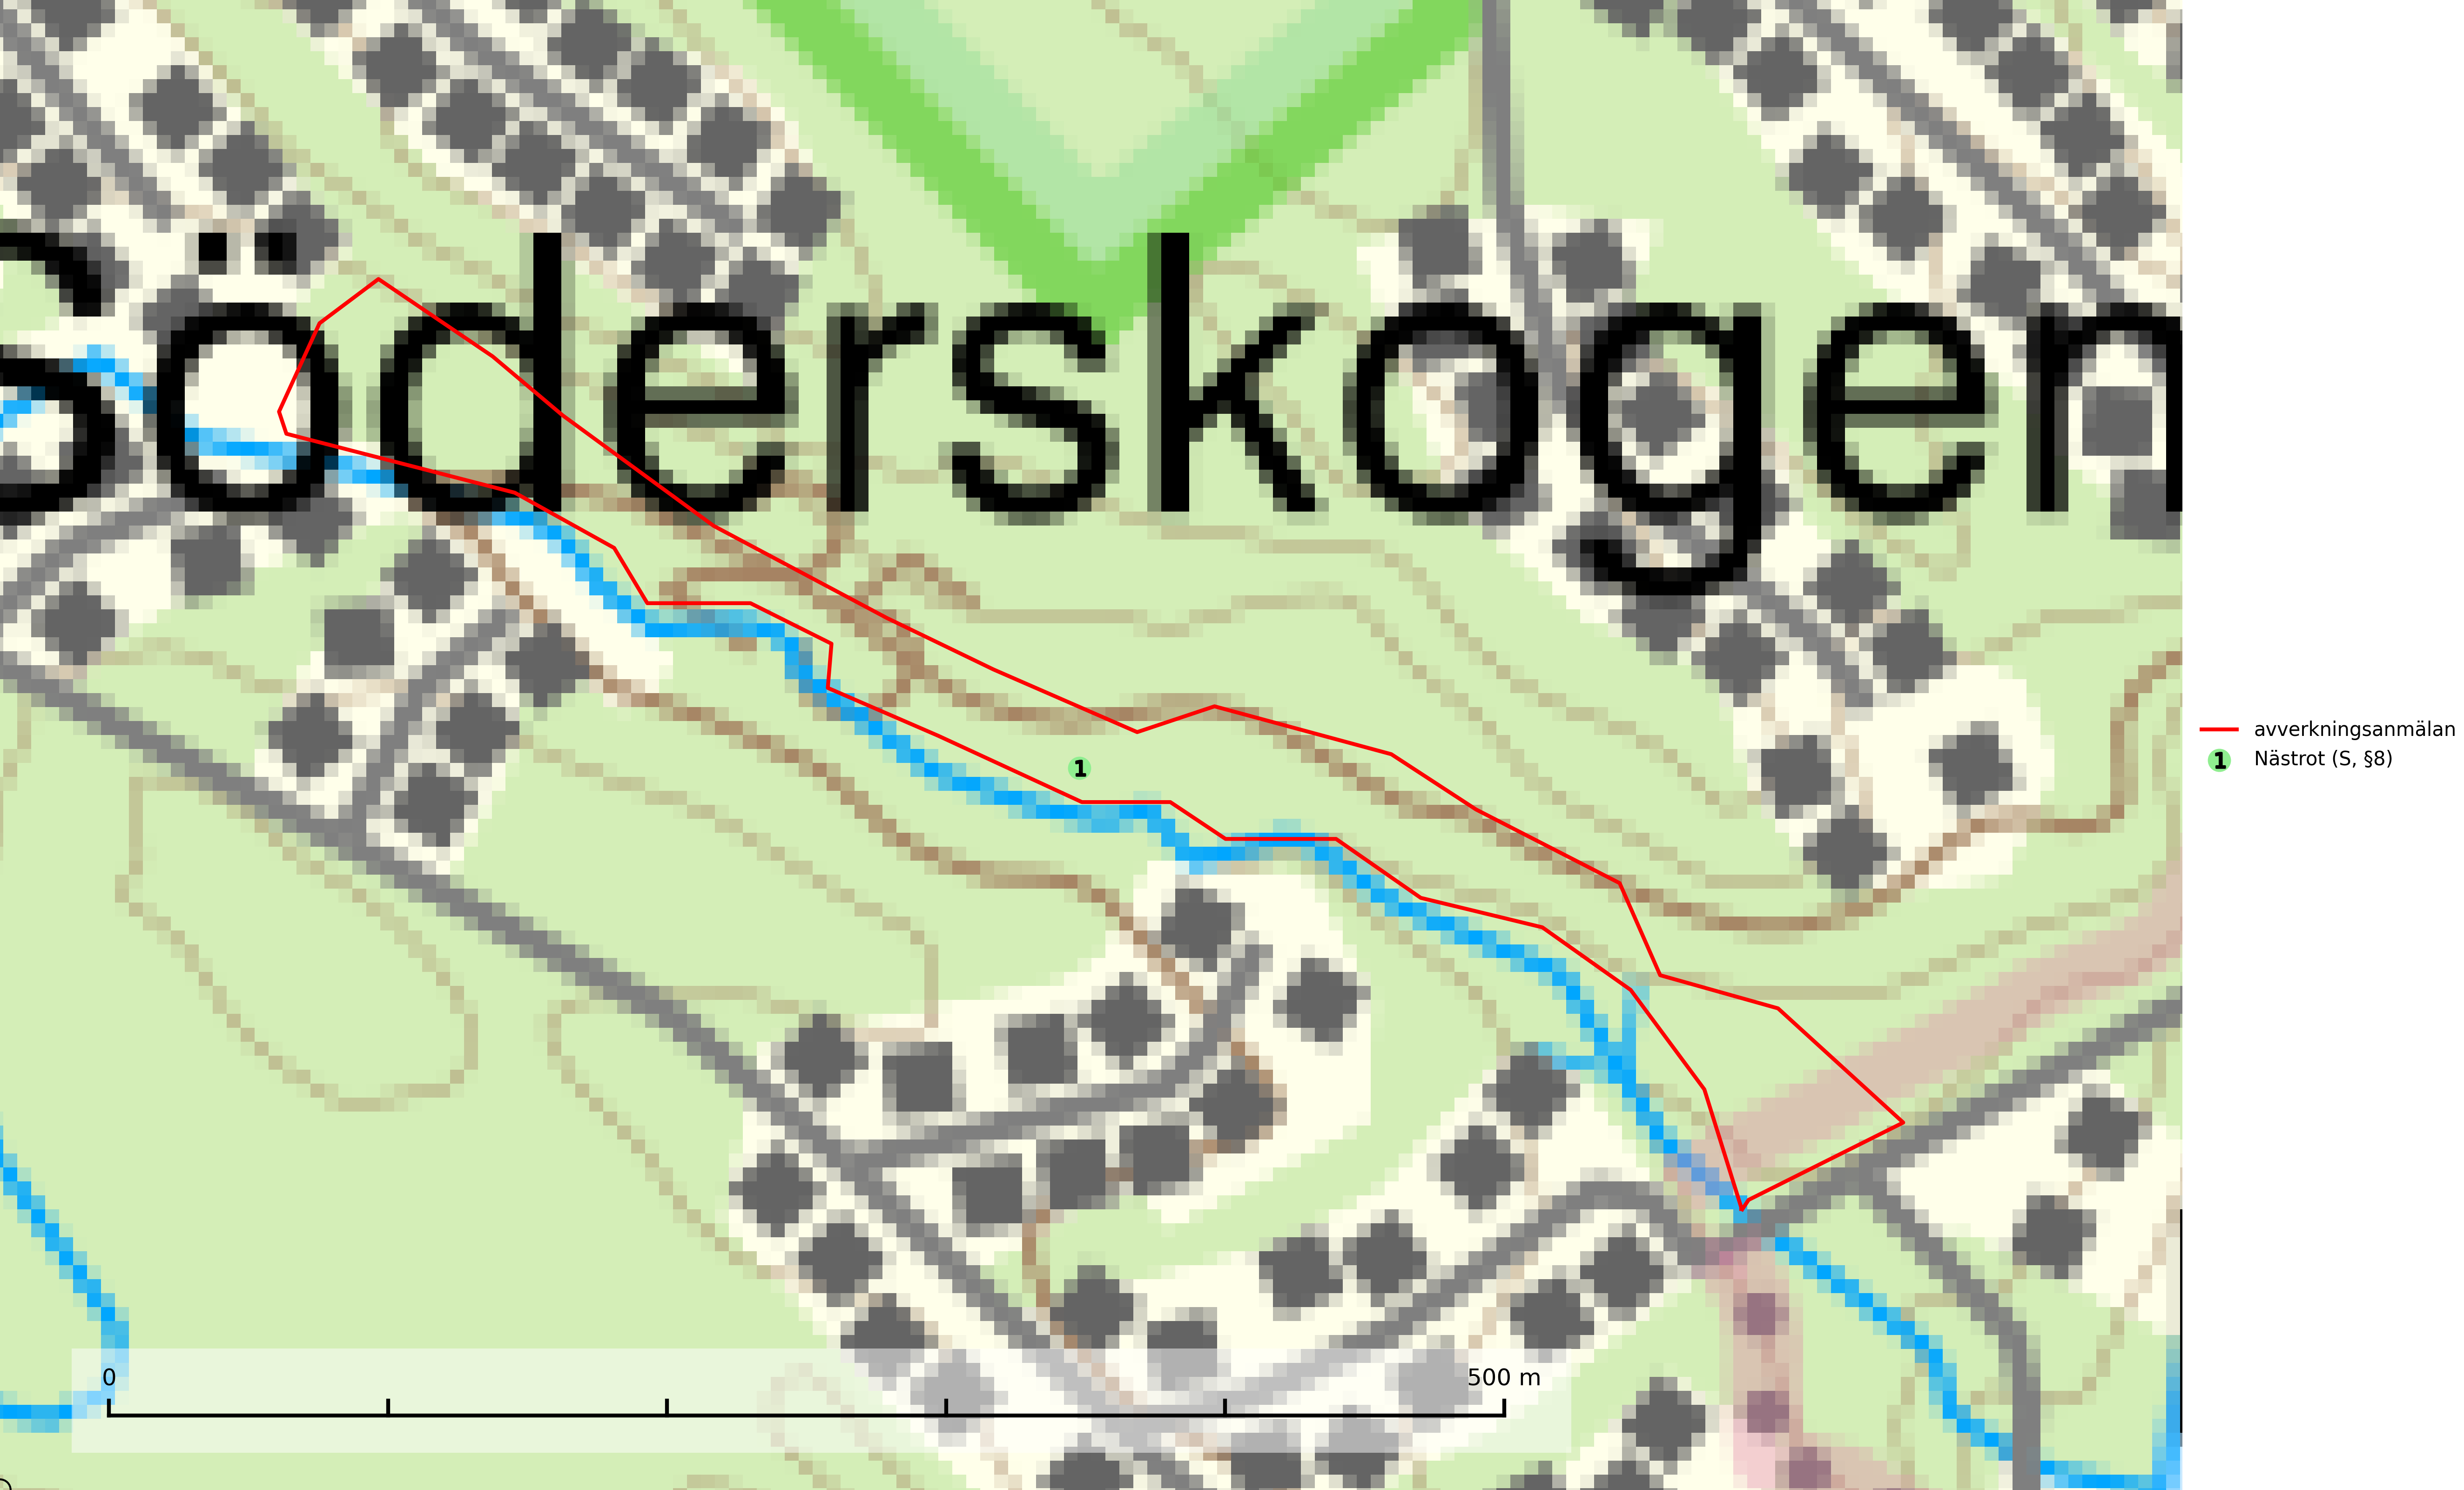 Söderskogen
1
avverkningsanmälan
1 Nästrot (S, §8)
0 500 m